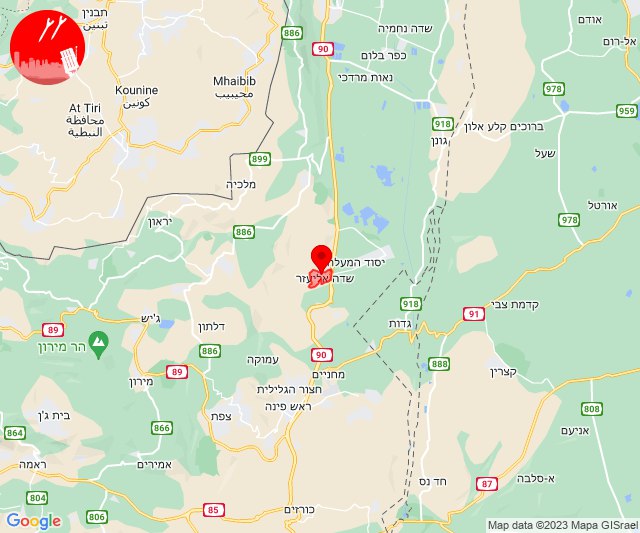 תבנין
تبنين
886
90
שדה נחמיה
כפר בלום
נאות מרדכי
אודם
אל-רום
Kounine
כונין
Mhaibib
מחיביב
At Tiri
محافظة
النبطية
978
959
918
גונן
ברוכים קלע אלון
שעל
899
מלכיה
אורטל
978
יראון
886
יסוד המעלה
שדה אליעזר
918
קדמת צבי
91
גדות
ג'יש
דלתון
89
הר מירון
886
עמוקה
90
מחניים
888
קצרין
89
מירון
חצור הגלילית
ראש פינה
צפת
808
בית ג'ן
866
אניעם
864
ראמה
אמירים
חד נס
א-סלבה
87
804
806
85
כורזים
Google
Map data ©2023 Mapa GISrael